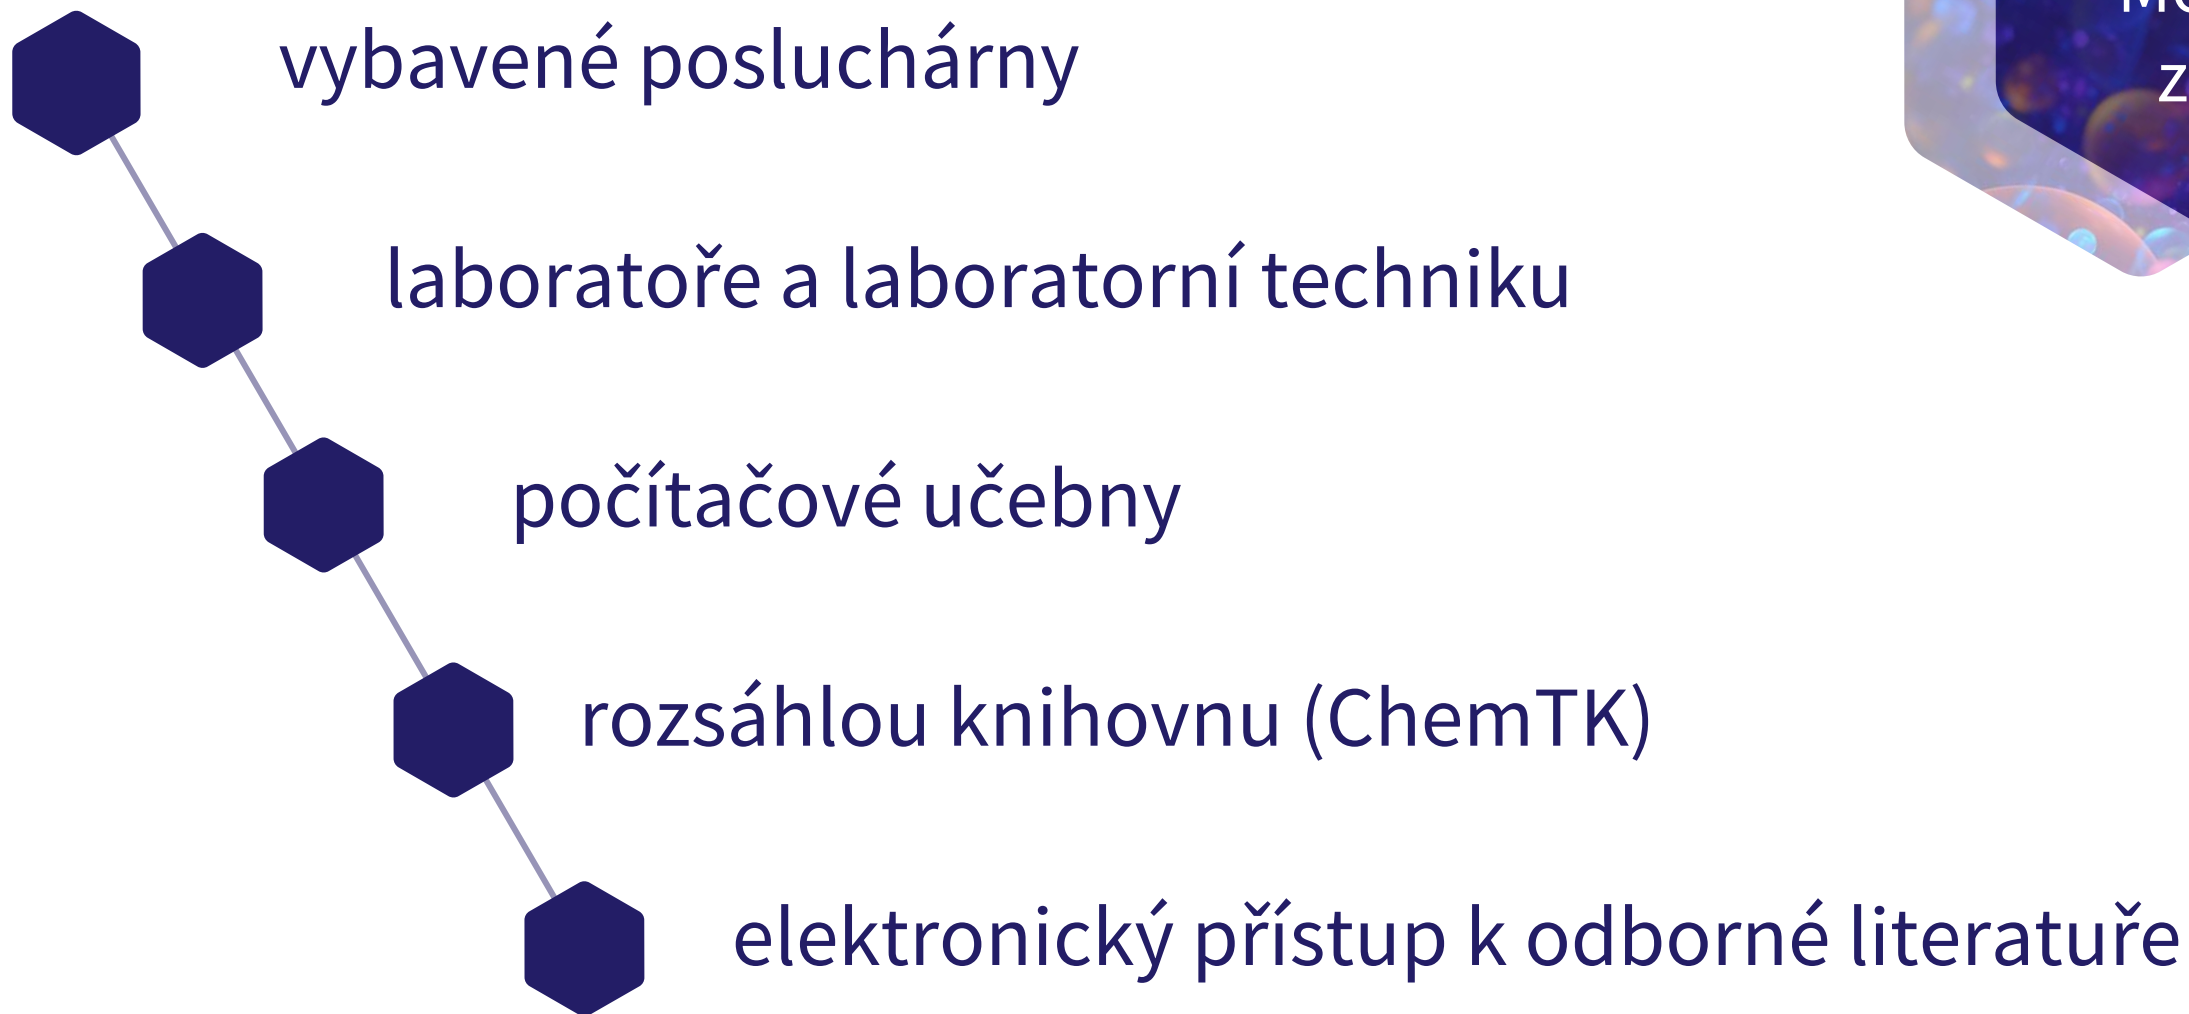 vybavené posluchárny
laboratoře a laboratorní techniku
počítačové učebny
rozsáhlou knihovnu (ChemTK)
elektronický přístup k odborné literatuře